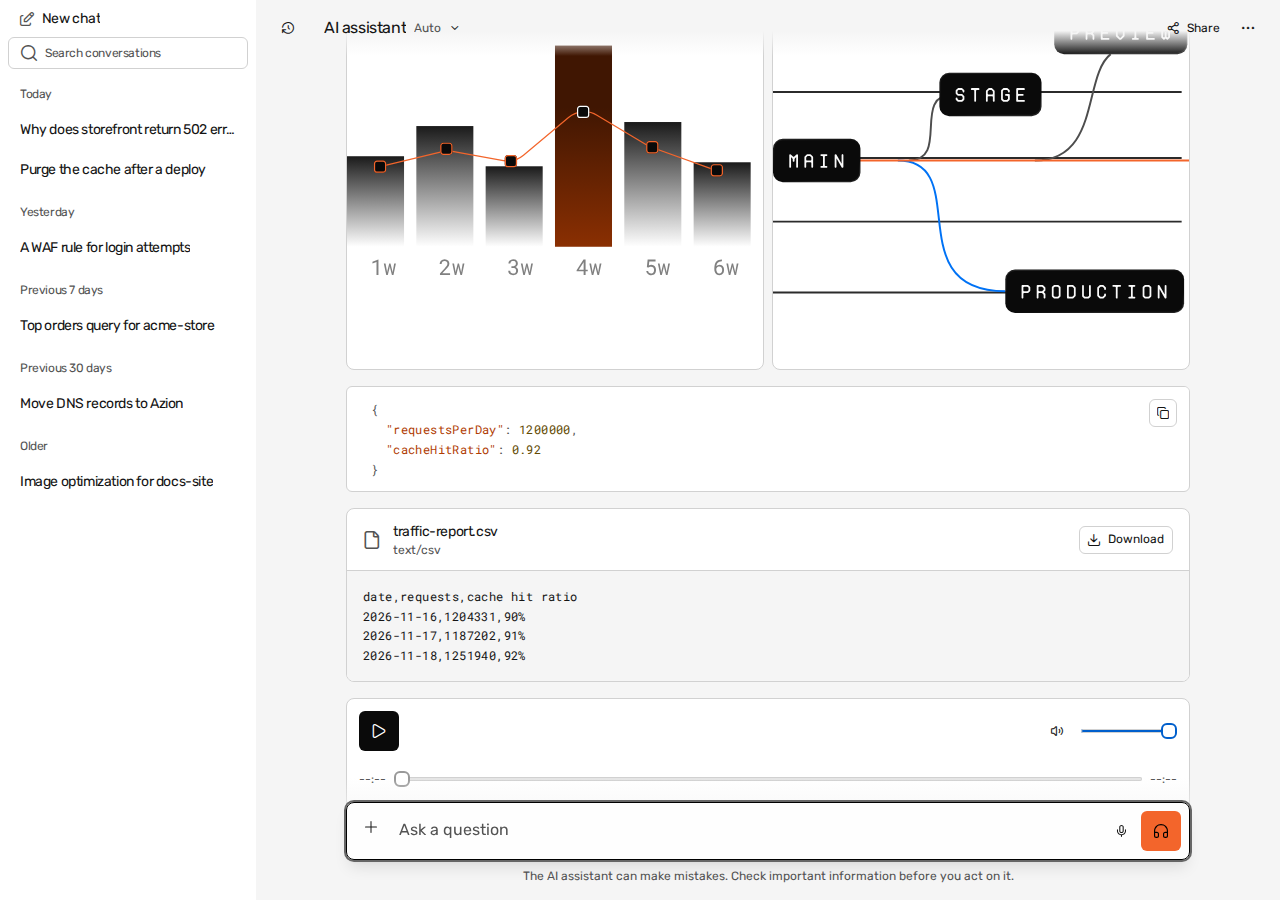 New chat
Search conversations
Today
Why does storefront return 502 err...
Purge the cache after a deploy
Yesterday
A WAF rule for login attempts
Previous 7 days
Top orders query for acme-store
Previous 30 days
Move DNS records to Azion
Older
Image optimization for docs-site
AI assistant Auto
Share
1W 2W 3W 4W 5W 6W
PREVIEW
STAGE
MAIN
PRODUCTION
{
"requestsPerDay": 1200000,
"cacheHitRatio": 0.92
}
traffic-report.csv
text/csv
Download
date,requests,cache hit ratio
2026-11-16,1204331,90%
2026-11-17,1187202,91%
2026-11-18,1251940,92%
--:-- --:--
Ask a question
The AI assistant can make mistakes. Check important information before you act on it.